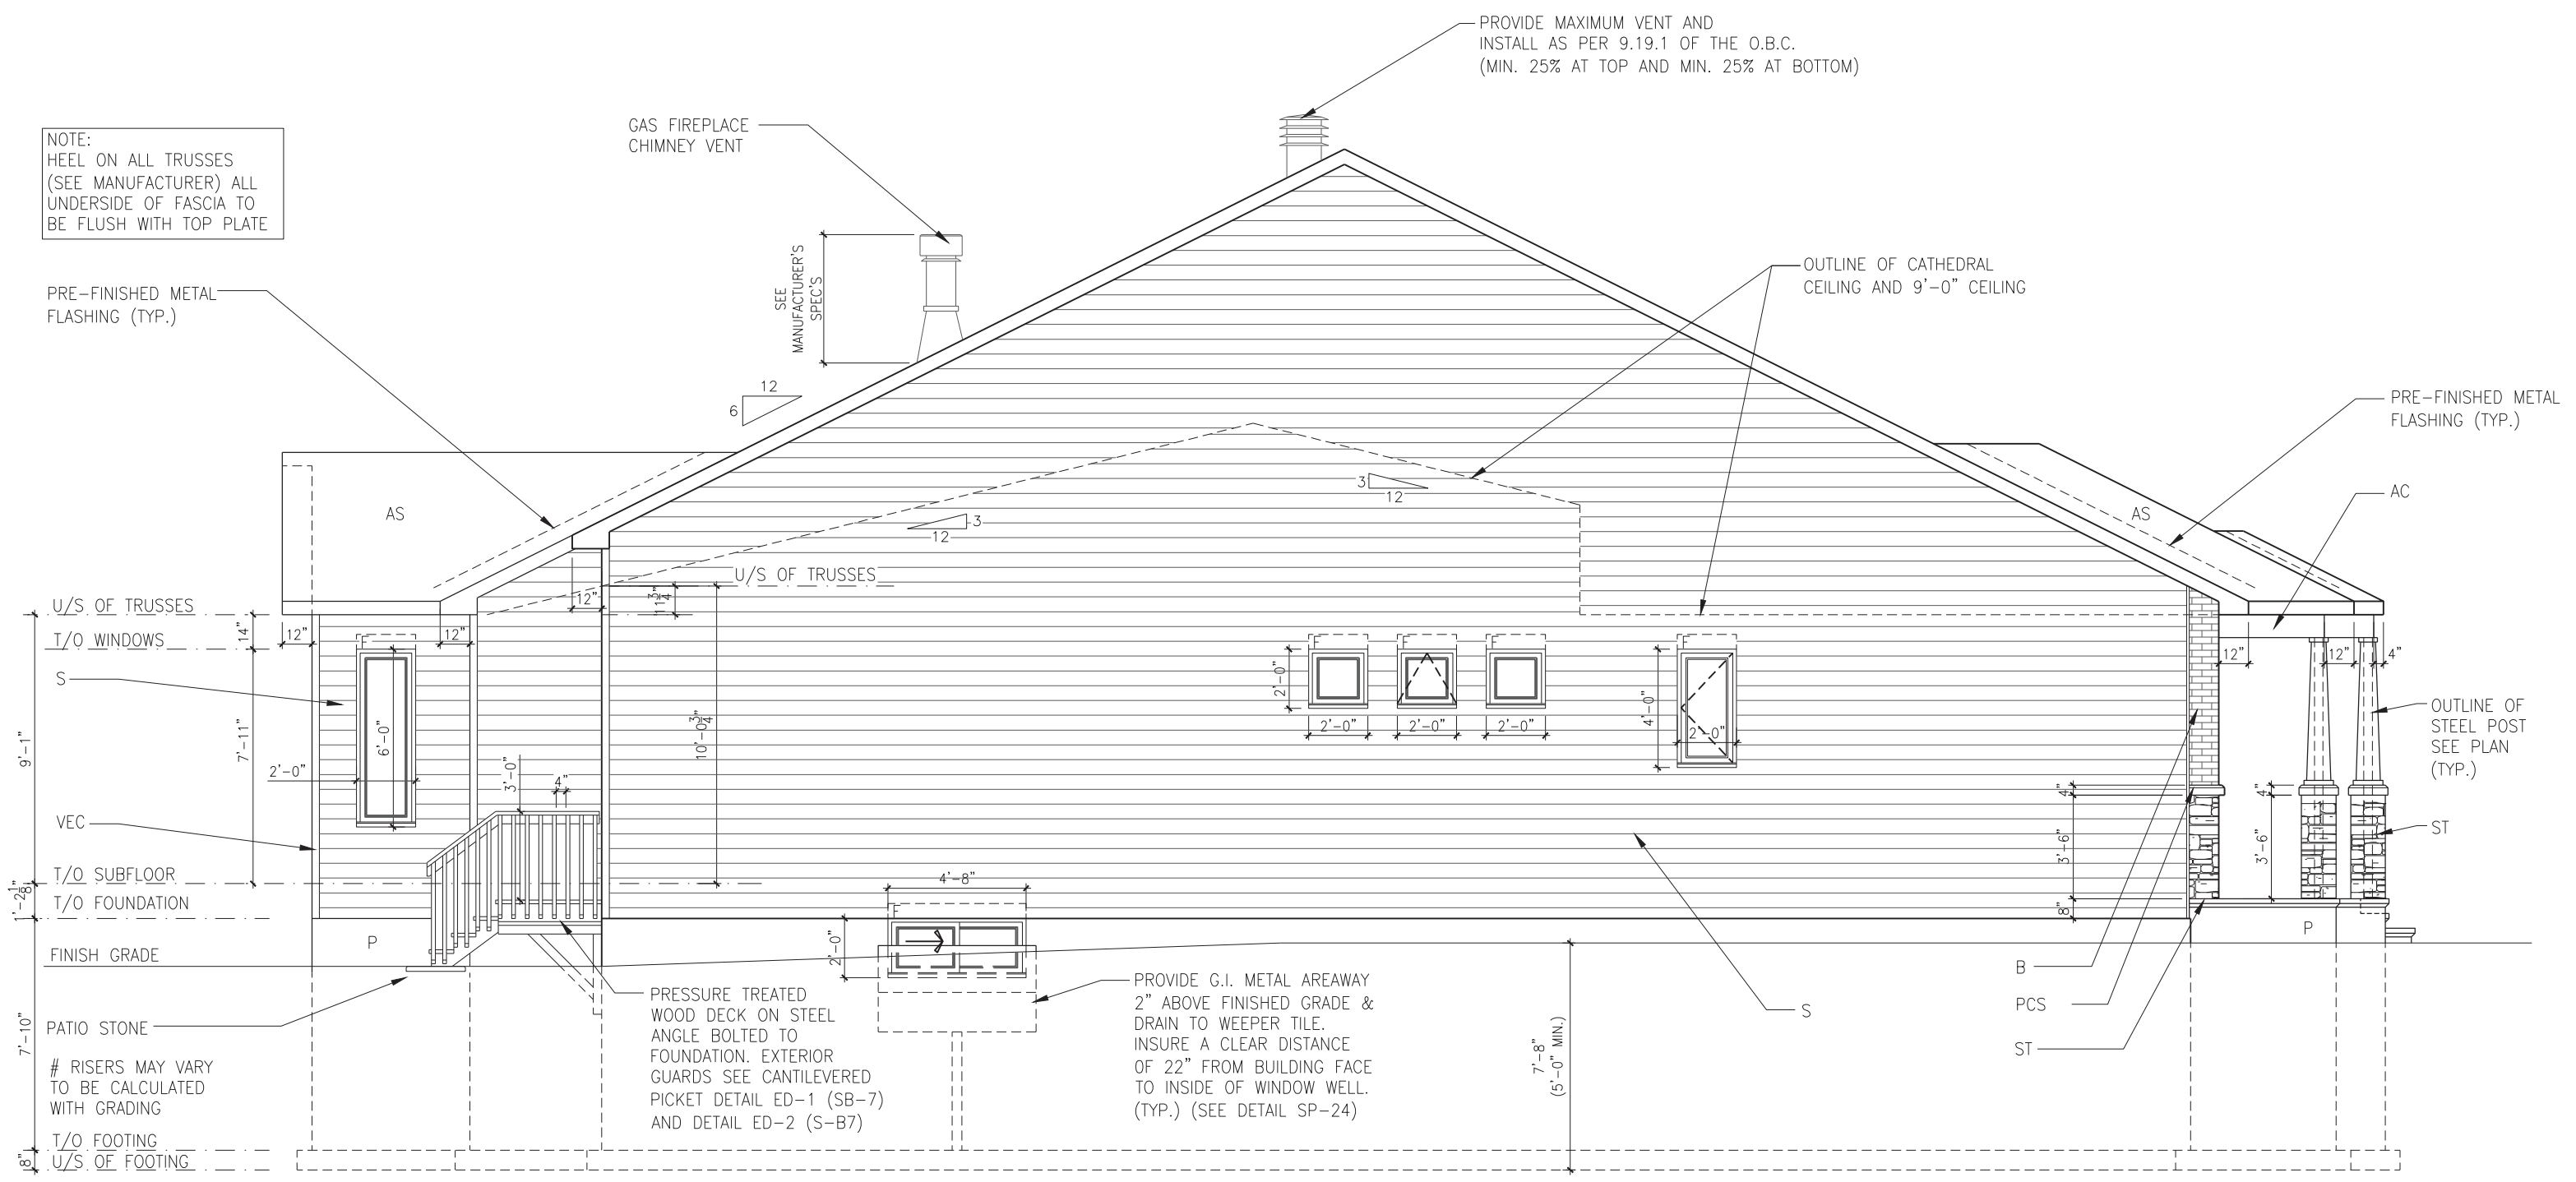 PROVIDE MAXIMUM VENT AND
INSTALL AS PER 9.19.1 OF THE O.B.C.
(MIN. 25% AT TOP AND MIN. 25% AT BOTTOM)
GAS FIREPLACE
CHIMNEY VENT
NOTE:
HEEL ON ALL TRUSSES
(SEE MANUFACTURER) ALL
UNDERSIDE OF FASCIA TO
BE FLUSH WITH TOP PLATE
SEE
MANUFACTURER'S
SPEC'S
OUTLINE OF CATHEDRAL
CEILING AND 9'-0" CEILING
PRE-FINISHED METAL
FLASHING (TYP.)
12
6
PRE-FINISHED METAL
FLASHING (TYP.)
3
12
AC
AS
AS
3
12
U/S OF TRUSSES
U/S OF TRUSSES
12"
11 3/4"
14"
12"
12"
T/O WINDOWS
F
F
F
F
F
12"
12"
4"
S
2'-0"
2'-0"
2'-0"
2'-0"
4'-0"
2'-0"
OUTLINE OF
STEEL POST
SEE PLAN
(TYP.)
9'-1"
7'-11"
6'-0"
2'-0"
10'-0 3/4"
3'-0"
4"
4"
4"
VEC
ST
3'-6"
3'-6"
T/O SUBFLOOR
4'-8"
1'-2 1/8"
T/O FOUNDATION
F
8"
P
P
2'-0"
FINISH GRADE
B
PCS
ST
S
PROVIDE G.I. METAL AREAWAY
2" ABOVE FINISHED GRADE &
DRAIN TO WEEPER TILE.
INSURE A CLEAR DISTANCE
OF 22" FROM BUILDING FACE
TO INSIDE OF WINDOW WELL.
(TYP.) (SEE DETAIL SP-24)
PRESSURE TREATED
WOOD DECK ON STEEL
ANGLE BOLTED TO
FOUNDATION. EXTERIOR
GUARDS SEE CANTILEVERED
PICKET DETAIL ED-1 (SB-7)
AND DETAIL ED-2 (S-B7)
PATIO STONE
7'-10"
# RISERS MAY VARY
TO BE CALCULATED
WITH GRADING
7'-8"
(5'-0" MIN.)
T/O FOOTING
8"
U/S OF FOOTING